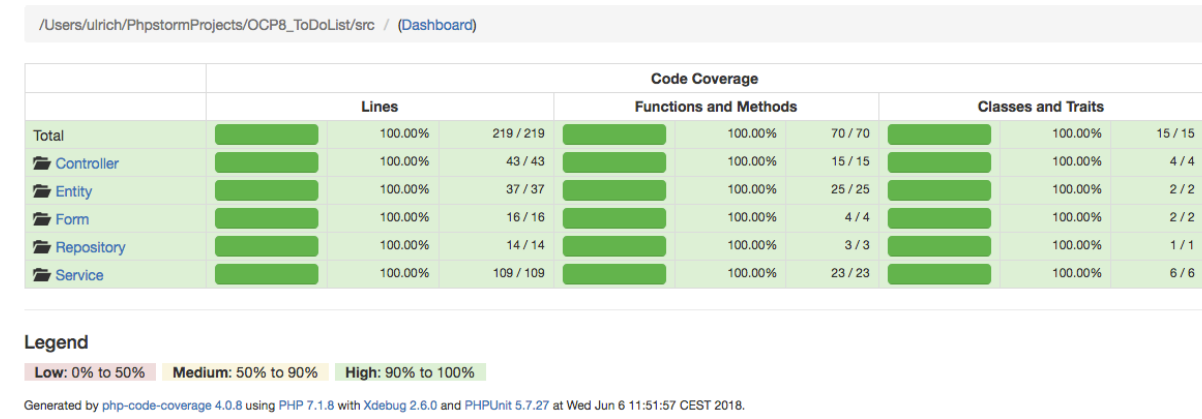 /Users/ulrich/PhpstormProjects/OCP8_ToDoList/src / (Dashboard)
Code Coverage
Lines Functions and Methods Classes and Traits
Total 100.00% 219 / 219 100.00% 70 / 70 100.00% 15 / 15
Controller 100.00% 43 / 43 100.00% 15 / 15 100.00% 4 / 4
Entity 100.00% 37 / 37 100.00% 25 / 25 100.00% 2 / 2
Form 100.00% 16 / 16 100.00% 4 / 4 100.00% 2 / 2
Repository 100.00% 14 / 14 100.00% 3 / 3 100.00% 1 / 1
Service 100.00% 109 / 109 100.00% 23 / 23 100.00% 6 / 6
Legend
Low: 0% to 50% Medium: 50% to 90% High: 90% to 100%
Generated by php-code-coverage 4.0.8 using PHP 7.1.8 with Xdebug 2.6.0 and PHPUnit 5.7.27 at Wed Jun 6 11:51:57 CEST 2018.